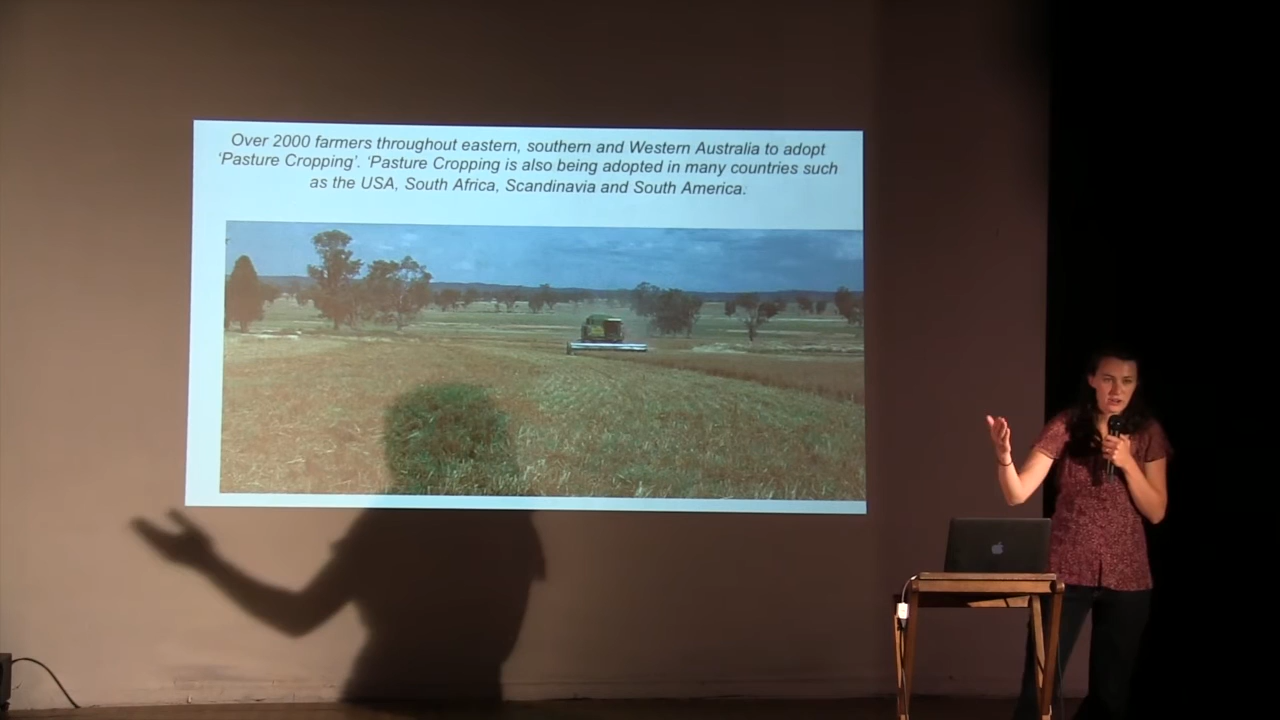 Over 2000 farmers throughout eastern, southern and Western Australia to adopt
‘Pasture Cropping’. ‘Pasture Cropping is also being adopted in many countries such
as the USA, South Africa, Scandinavia and South America.